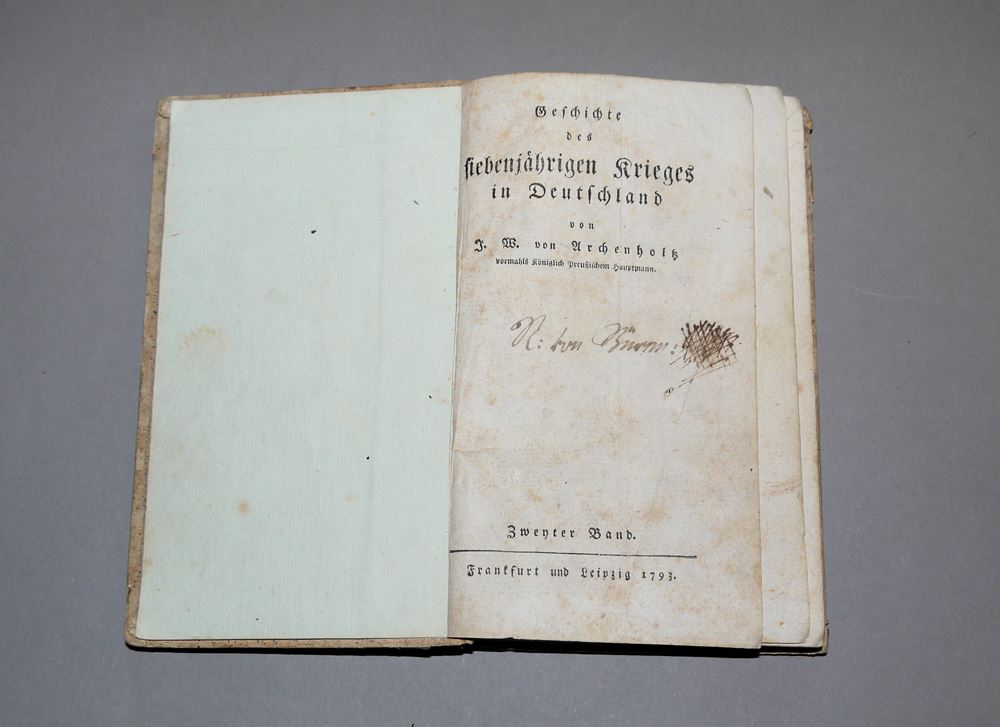 Geſchichte
des
ſiebenjährigen Krieges
in Deutſchland
von
J. W. von Archenholtz
vormahls Königlich Preußiſchem Hauptmann.
N: von
Zweyter Band.
Frankfurt und Leipzig 1793.